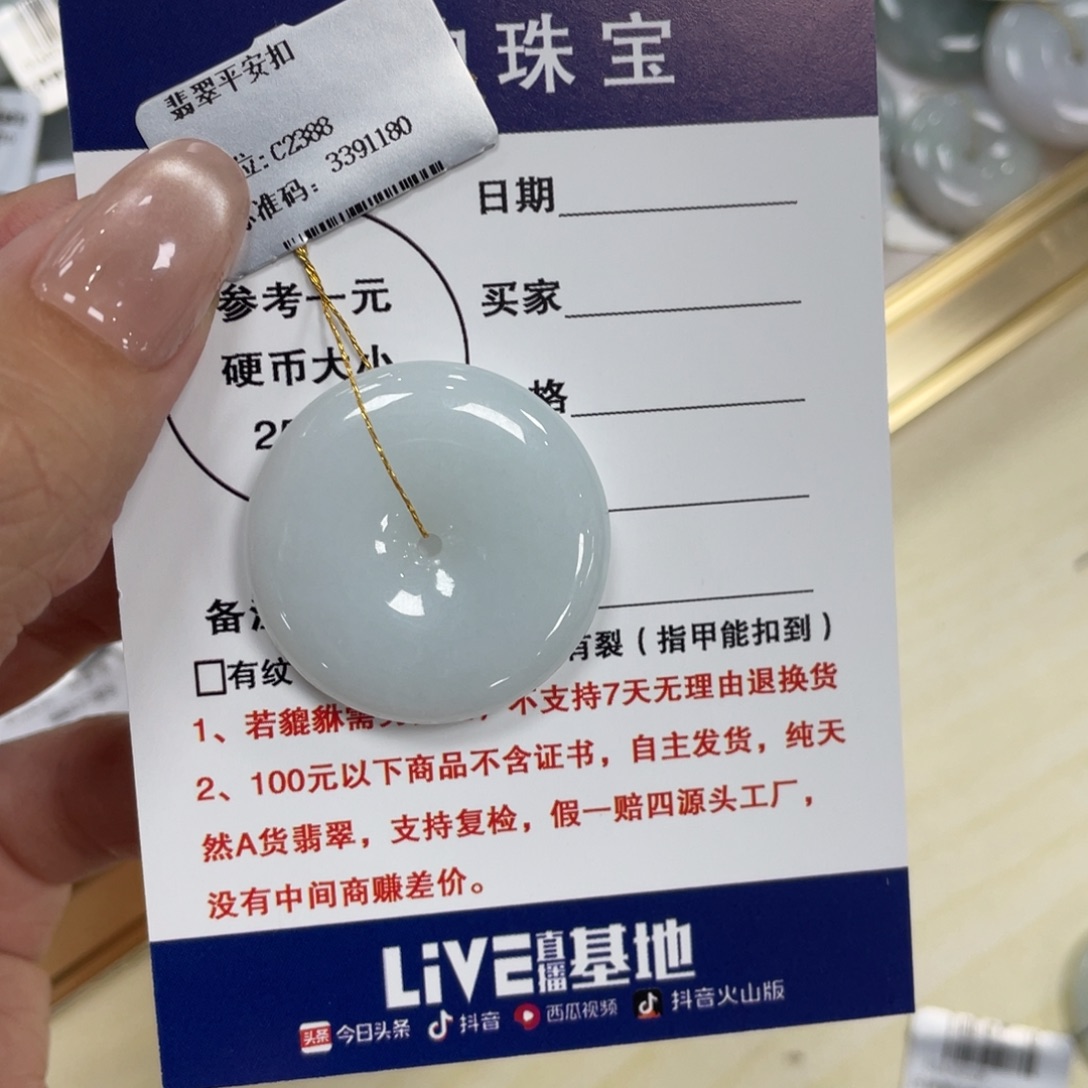 珠宝
翡翠平安扣
位:C2388
准码: 3391180
日期
参考一元
买家
硬币大小
格
备注
有裂(指甲能扣到)
□有纹
1、若貔貅需 不支持7天无理由退换货
2、100元以下商品不含证书,自主发货,纯天
然A货翡翠,支持复检,假一赔四源头工厂,
没有中间商赚差价。
LiVE直播基地
头条 今日头条 抖音 西瓜视频 抖音火山版